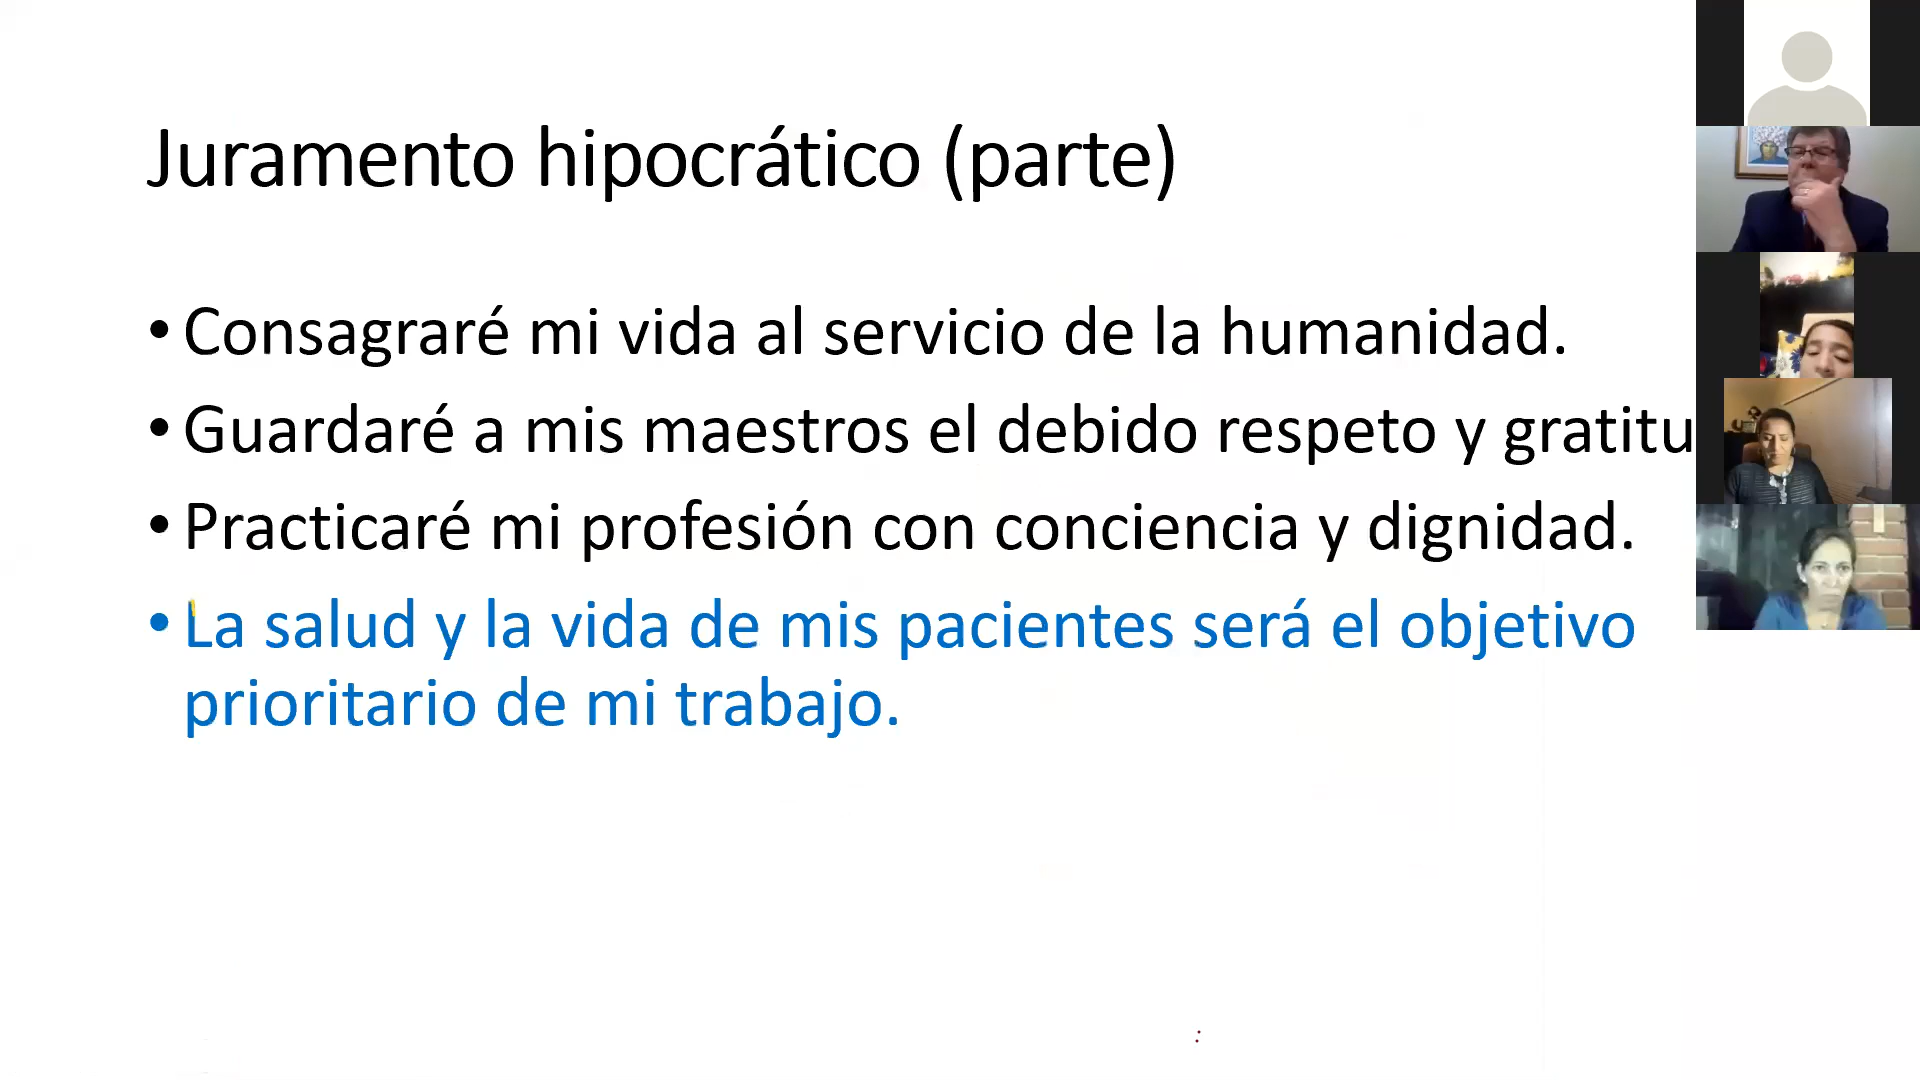 Juramento hipocrático (parte)
• Consagraré mi vida al servicio de la humanidad.
• Guardaré a mis maestros el debido respeto y gratitu
• Practicaré mi profesión con conciencia y dignidad.
• La salud y la vida de mis pacientes será el objetivo
prioritario de mi trabajo.